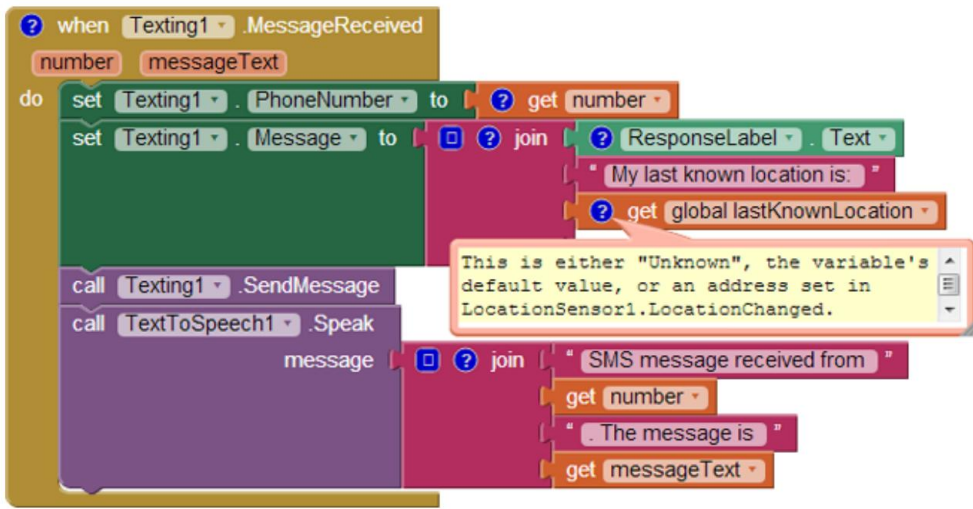 ? when Texting1 .MessageReceived
number messageText
do set Texting1 . PhoneNumber to ? get number
set Texting1 . Message to ? join ? ResponseLabel . Text
" My last known location is: "
? get global lastKnownLocation
This is either "Unknown", the variable's
default value, or an address set in
LocationSensor1.LocationChanged.
call Texting1 .SendMessage
call TextToSpeech1 .Speak
message ? join " SMS message received from "
get number
" . The message is "
get messageText